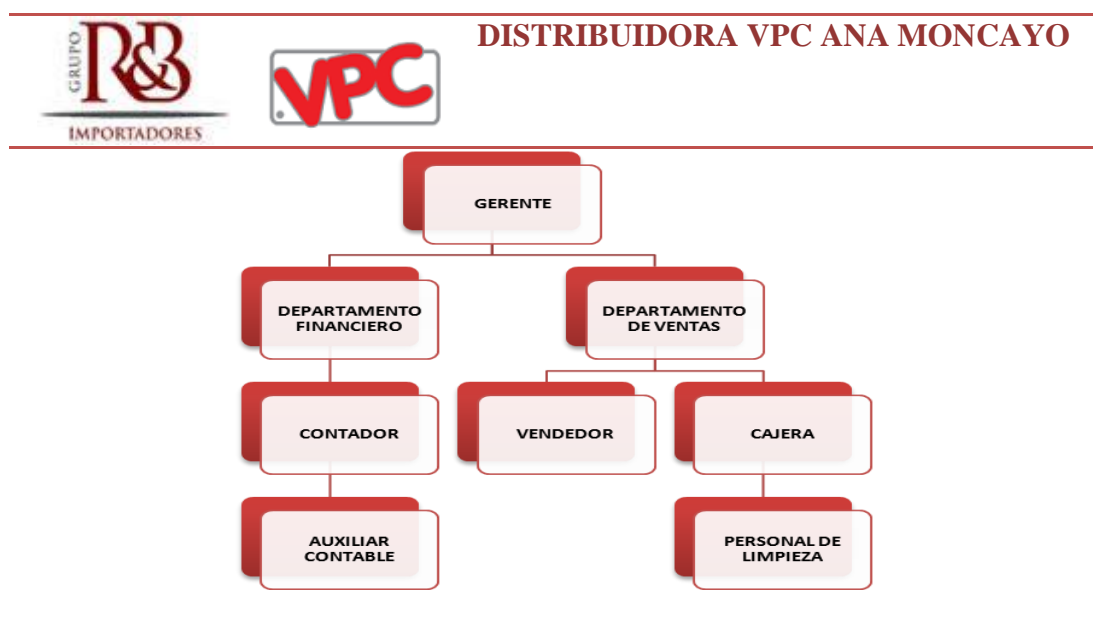 GRUPO
R&B
IMPORTADORES
VPC
DISTRIBUIDORA VPC ANA MONCAYO
GERENTE
DEPARTAMENTO
FINANCIERO
DEPARTAMENTO
DE VENTAS
CONTADOR
VENDEDOR
CAJERA
AUXILIAR
CONTABLE
PERSONAL DE
LIMPIEZA